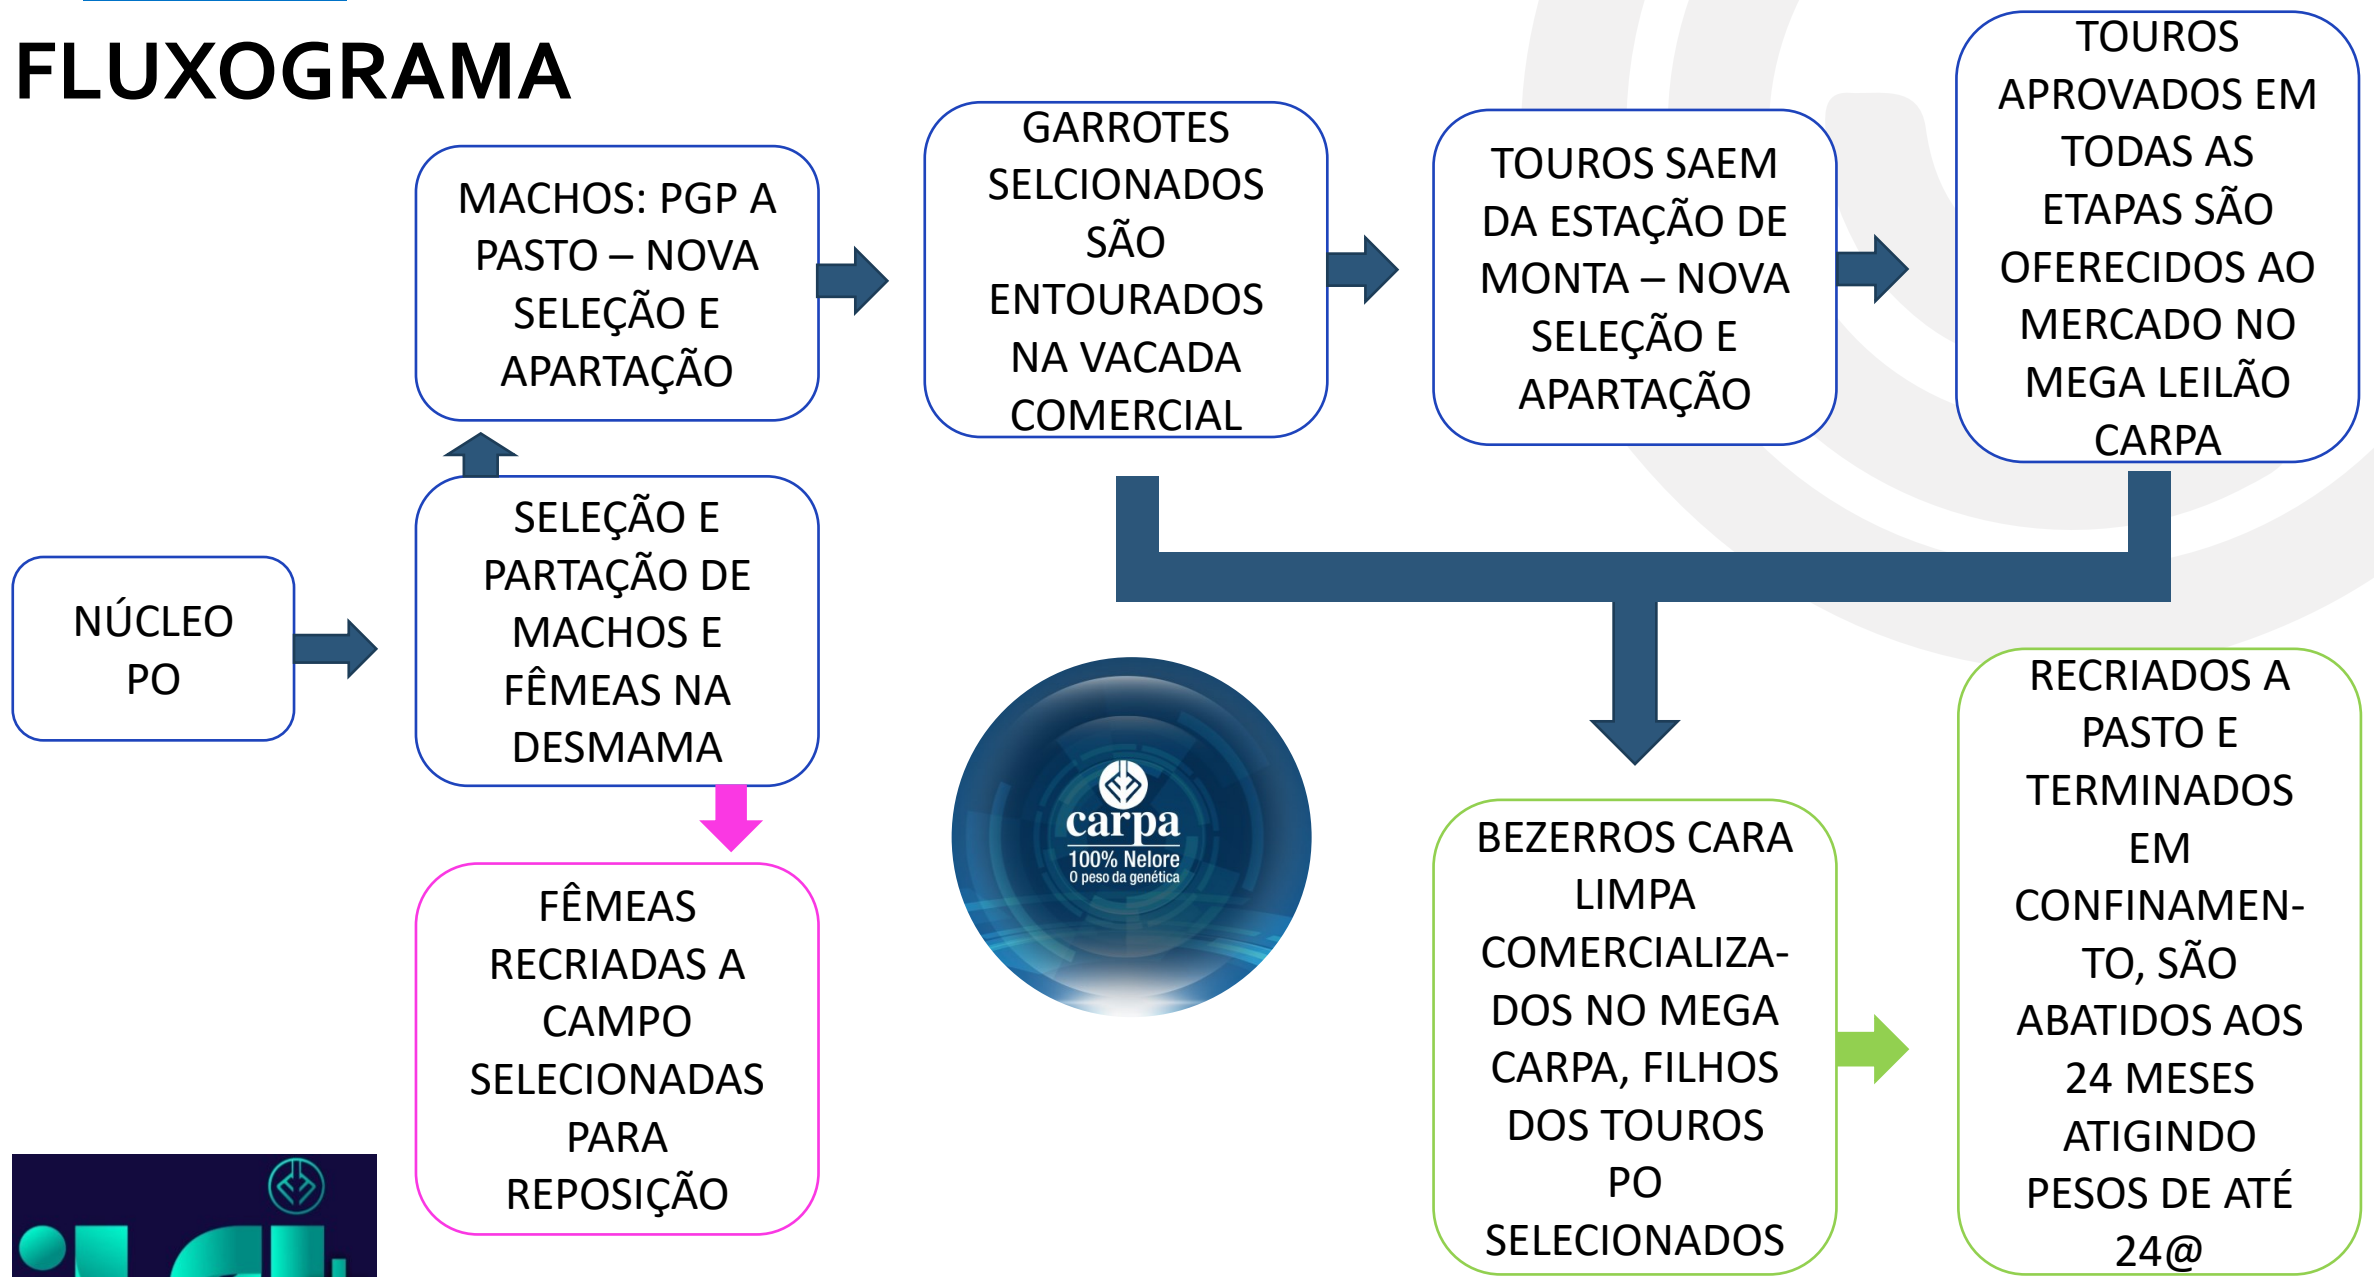 FLUXOGRAMA
NÚCLEO
PO
SELEÇÃO E
PARTAÇÃO DE
MACHOS E
FÊMEAS NA
DESMAMA
MACHOS: PGP A
PASTO – NOVA
SELEÇÃO E
APARTAÇÃO
GARROTES
SELCIONADOS
SÃO
ENTOURADOS
NA VACADA
COMERCIAL
TOUROS SAEM
DA ESTAÇÃO DE
MONTA – NOVA
SELEÇÃO E
APARTAÇÃO
TOUROS
APROVADOS EM
TODAS AS
ETAPAS SÃO
OFERECIDOS AO
MERCADO NO
MEGA LEILÃO
CARPA
FÊMEAS
RECRIADAS A
CAMPO
SELECIONADAS
PARA
REPOSIÇÃO
carpa
100% Nelore
O peso da genética
BEZERROS CARA
LIMPA
COMERCIALIZA-
DOS NO MEGA
CARPA, FILHOS
DOS TOUROS
PO
SELECIONADOS
RECRIADOS A
PASTO E
TERMINADOS
EM
CONFINAMEN-
TO, SÃO
ABATIDOS AOS
24 MESES
ATIGINDO
PESOS DE ATÉ
24@